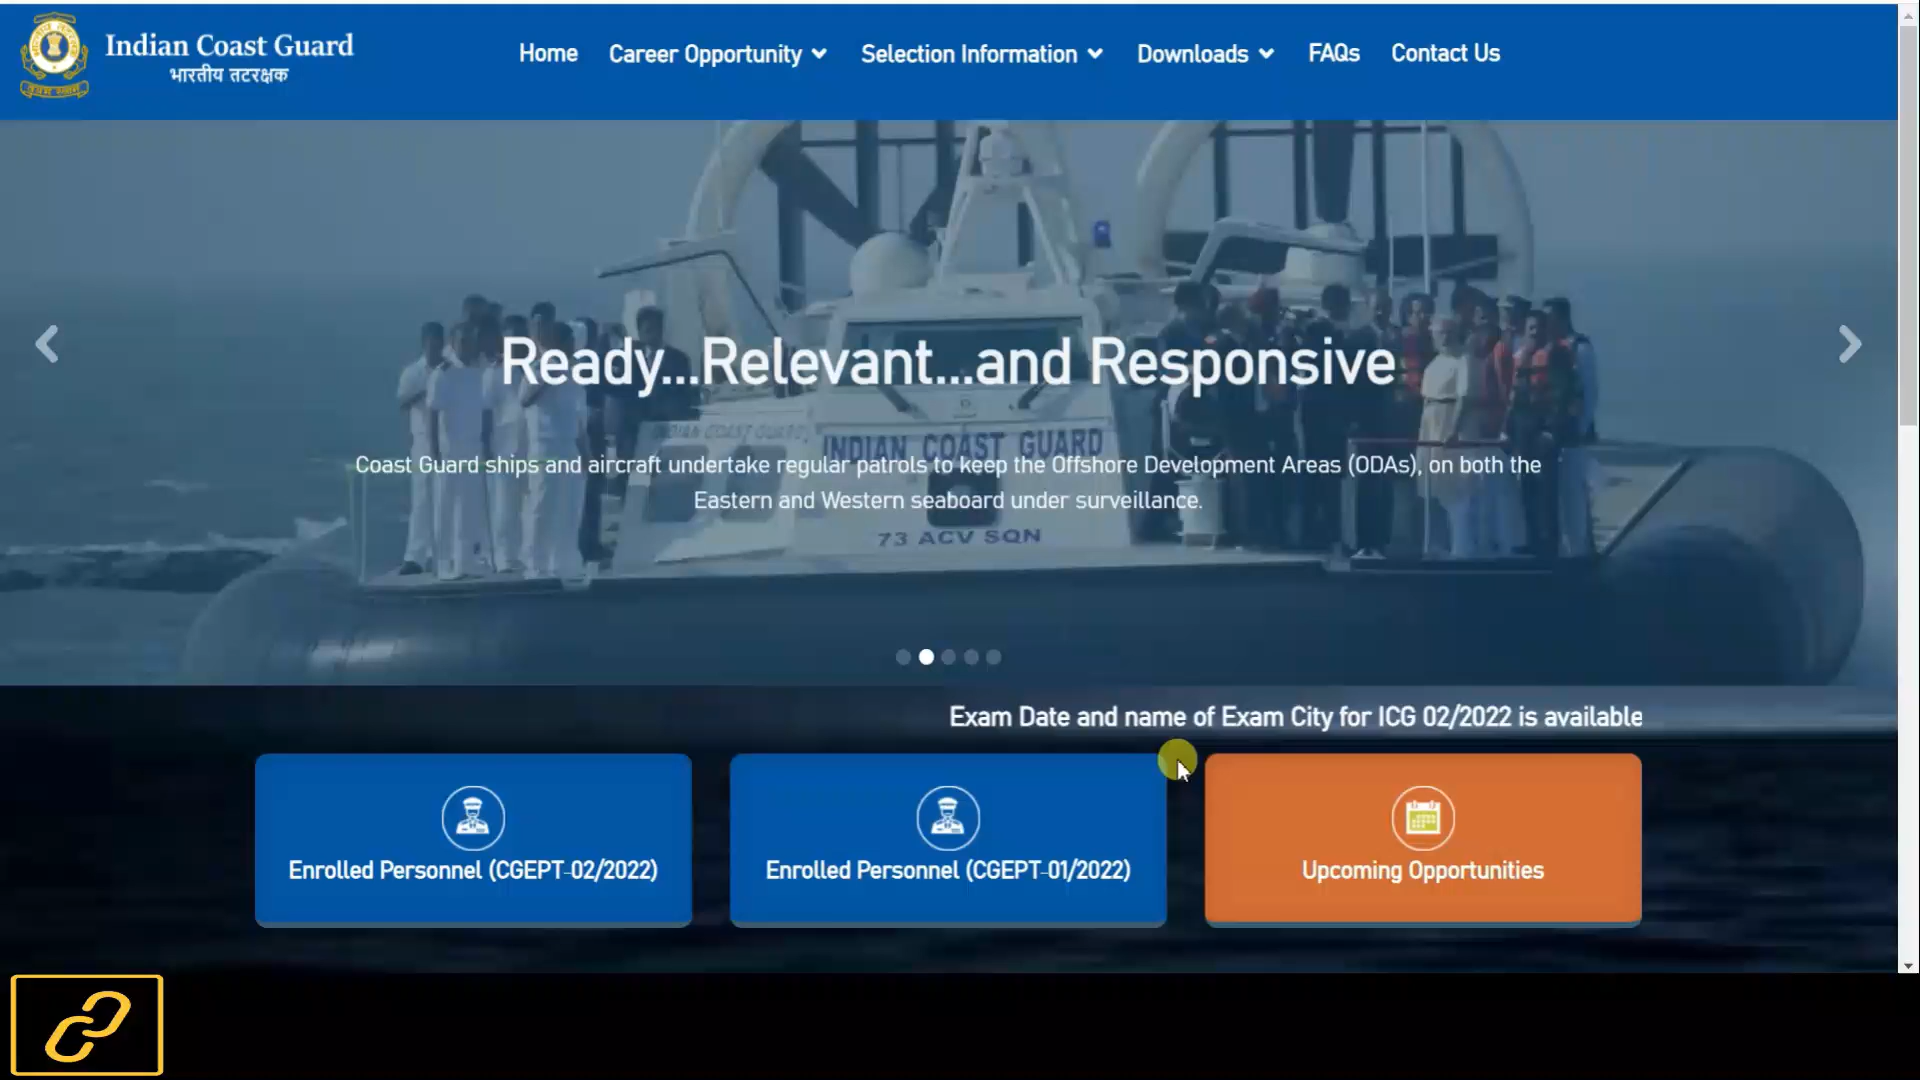 Indian Coast Guard
भारतीय तटरक्षक
Home
Career Opportunity
Selection Information
Downloads
FAQs
Contact Us
Ready...Relevant...and Responsive
INDIAN COAST GUARD
INDIAN COAST GUARD
Coast Guard ships and aircraft undertake regular patrols to keep the Offshore Development Areas (ODAs), on both the
Eastern and Western seaboard under surveillance.
73 ACV SQN
Exam Date and name of Exam City for ICG 02/2022 is available
Enrolled Personnel (CGEPT-02/2022)
Enrolled Personnel (CGEPT-01/2022)
Upcoming Opportunities